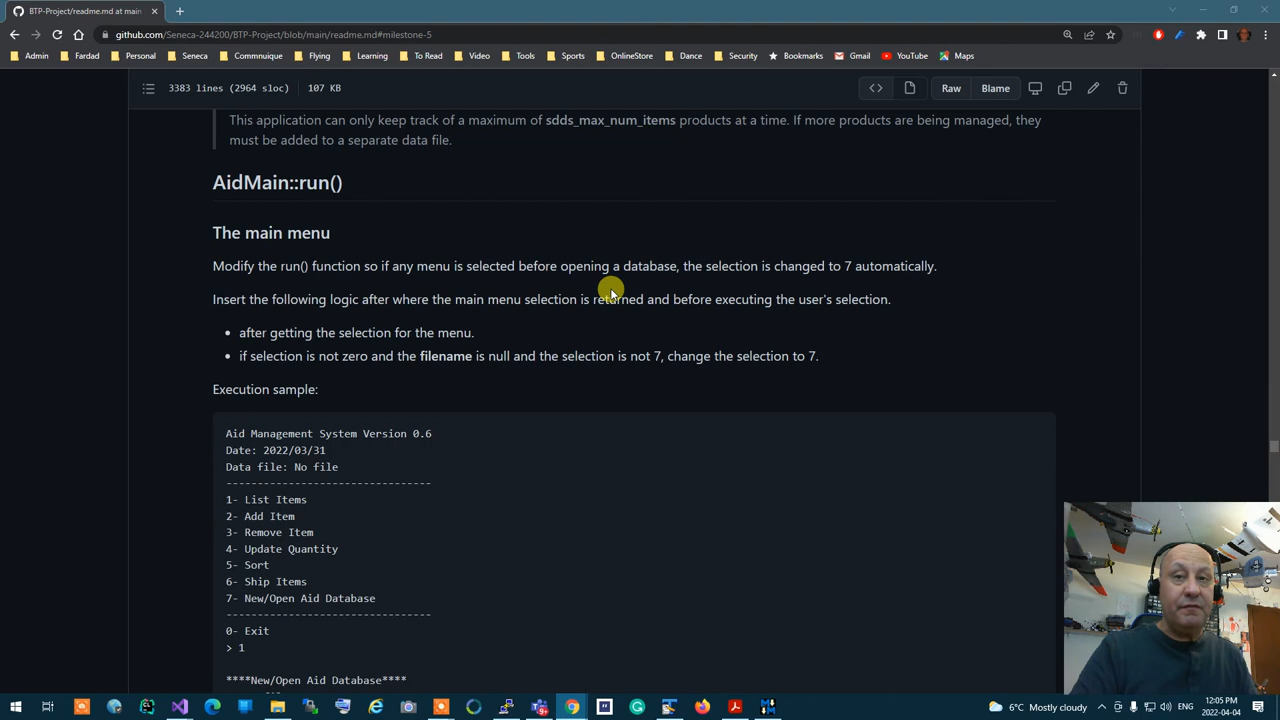 BTP-Project/readme.md at main
github.com/Seneca-244200/BTP-Project/blob/main/readme.md#milestone-5
Admin Fardad Personal Seneca Commnuique Flying Learning To Read Video Tools Sports OnlineStore Dance Security Bookmarks Gmail YouTube Maps
3383 lines (2964 sloc) 107 KB Raw Blame
This application can only keep track of a maximum of sdds_max_num_items products at a time. If more products are being managed, they
must be added to a separate data file.
AidMain::run()
The main menu
Modify the run() function so if any menu is selected before opening a database, the selection is changed to 7 automatically.
Insert the following logic after where the main menu selection is returned and before executing the user's selection.
after getting the selection for the menu.
if selection is not zero and the filename is null and the selection is not 7, change the selection to 7.
Execution sample:
Aid Management System Version 0.6
Date: 2022/03/31
Data file: No file
---------------------------------
1- List Items
2- Add Item
3- Remove Item
4- Update Quantity
5- Sort
6- Ship Items
7- New/Open Aid Database
---------------------------------
0- Exit
> 1
****New/Open Aid Database****
6°C Mostly cloudy
12:05 PM
2022-04-04